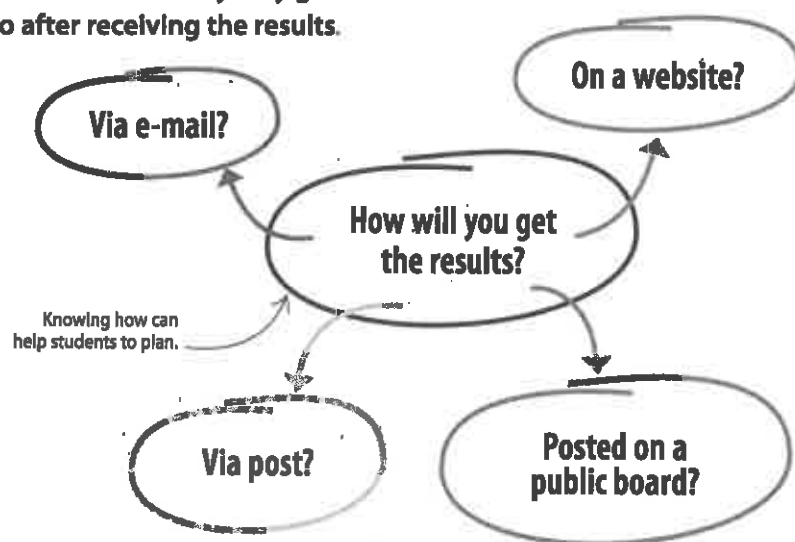 o after receiving the results.
On a website?
Via e-mail?
How will you get
the results?
Knowing how can
help students to plan.
Via post?
Posted on a
public board?